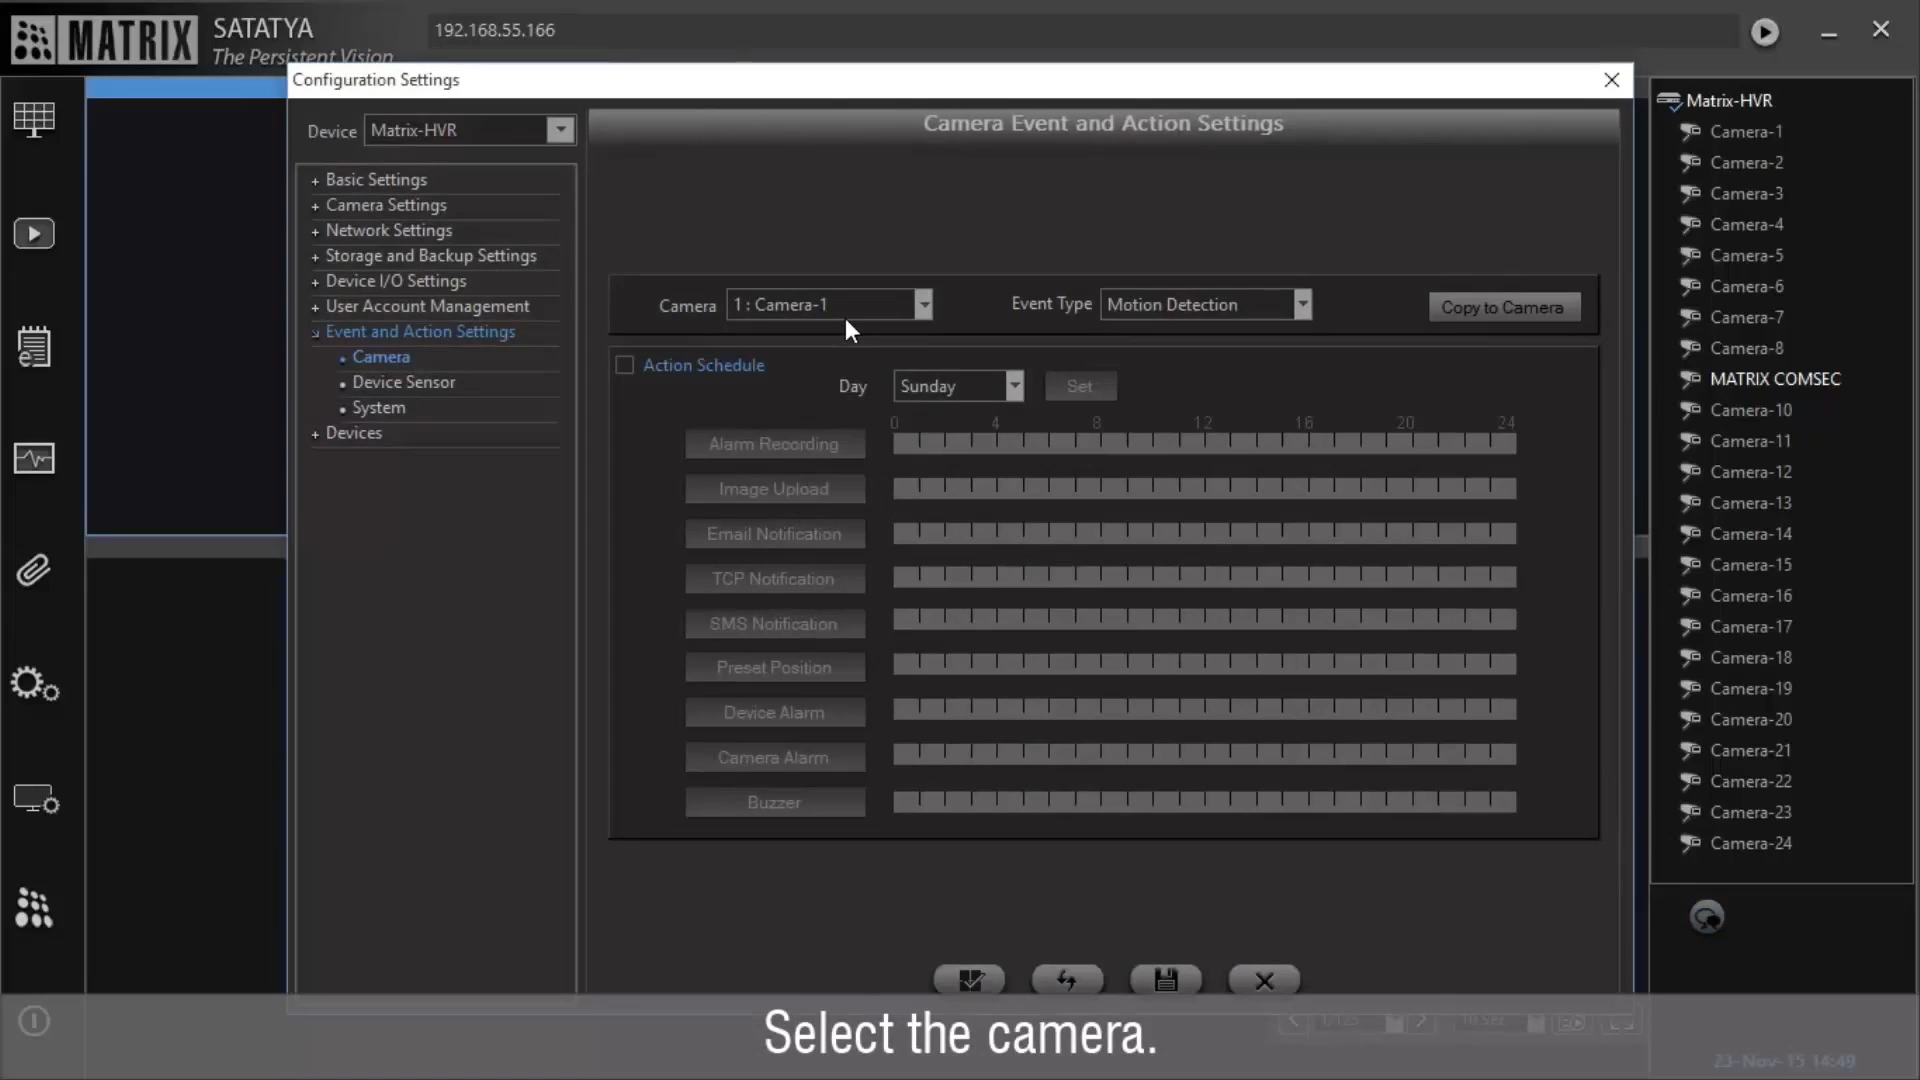 MATRIX
SATATYA
The Persistent Vision
192.168.55.166
Configuration Settings
Device Matrix-HVR
+ Basic Settings
+ Camera Settings
+ Network Settings
+ Storage and Backup Settings
+ Device I/O Settings
+ User Account Management
Event and Action Settings
• Camera
• Device Sensor
• System
+ Devices
Camera Event and Action Settings
Camera 1 : Camera-1 Event Type Motion Detection Copy to Camera
Action Schedule
Day Sunday Set
0 4 8 12 16 20 24
Alarm Recording
Image Upload
Email Notification
TCP Notification
SMS Notification
Preset Position
Device Alarm
Camera Alarm
Buzzer
Matrix-HVR
Camera-1
Camera-2
Camera-3
Camera-4
Camera-5
Camera-6
Camera-7
Camera-8
MATRIX COMSEC
Camera-10
Camera-11
Camera-12
Camera-13
Camera-14
Camera-15
Camera-16
Camera-17
Camera-18
Camera-19
Camera-20
Camera-21
Camera-22
Camera-23
Camera-24
Select the camera.
23-Nov-15 14:49